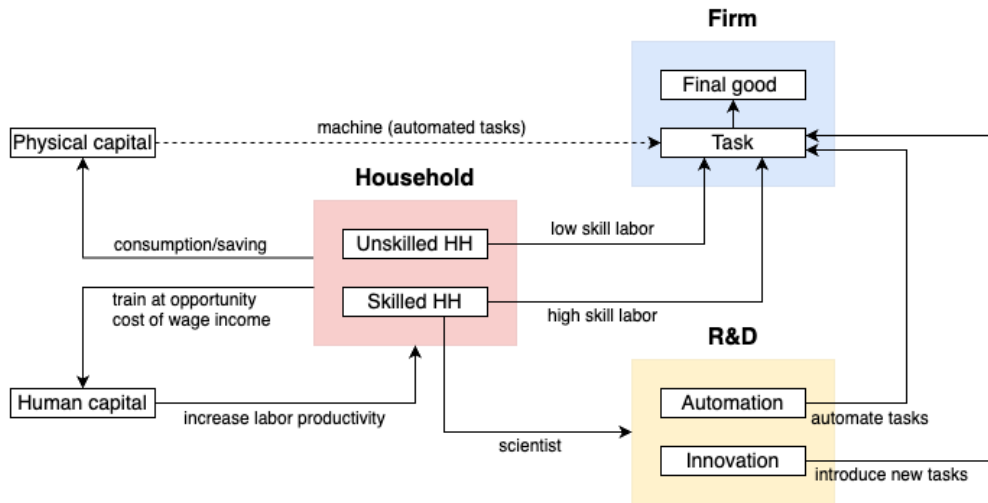 Firm
Final good
machine (automated tasks)
Physical capital
Task
Household
Unskilled HH
low skill labor
consumption/saving
train at opportunity
cost of wage income
Skilled HH
high skill labor
R&D
Human capital
increase labor productivity
Automation
automate tasks
scientist
Innovation
introduce new tasks